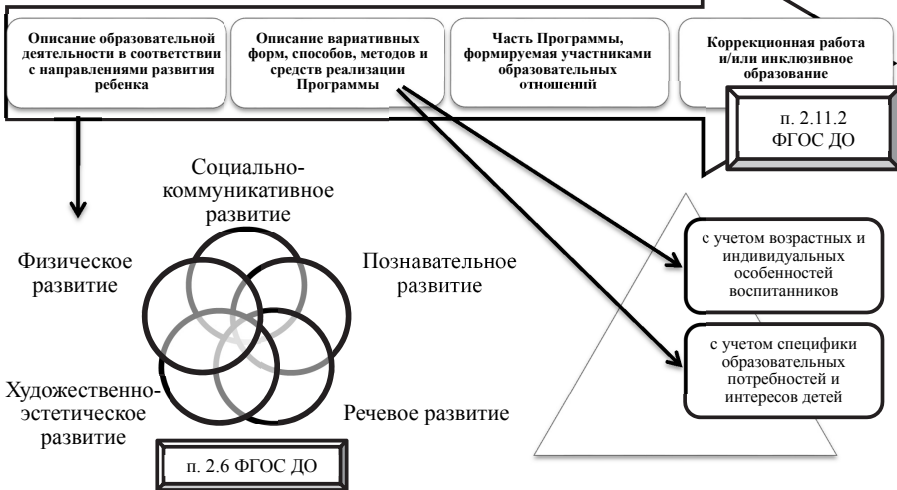 Описание образовательной
деятельности в соответствии
с направлениями развития
ребенка
Описание вариативных
форм, способов, методов и
средств реализации
Программы
Часть Программы,
формируемая участниками
образовательных
отношений
Коррекционная работа
и/или инклюзивное
образование
п. 2.11.2
ФГОС ДО
Социально-
коммуникативное
развитие
Физическое
развитие
Познавательное
развитие
Художественно-
эстетическое
развитие
Речевое развитие
п. 2.6 ФГОС ДО
с учетом возрастных и
индивидуальных
особенностей
воспитанников
с учетом специфики
образовательных
потребностей и
интересов детей